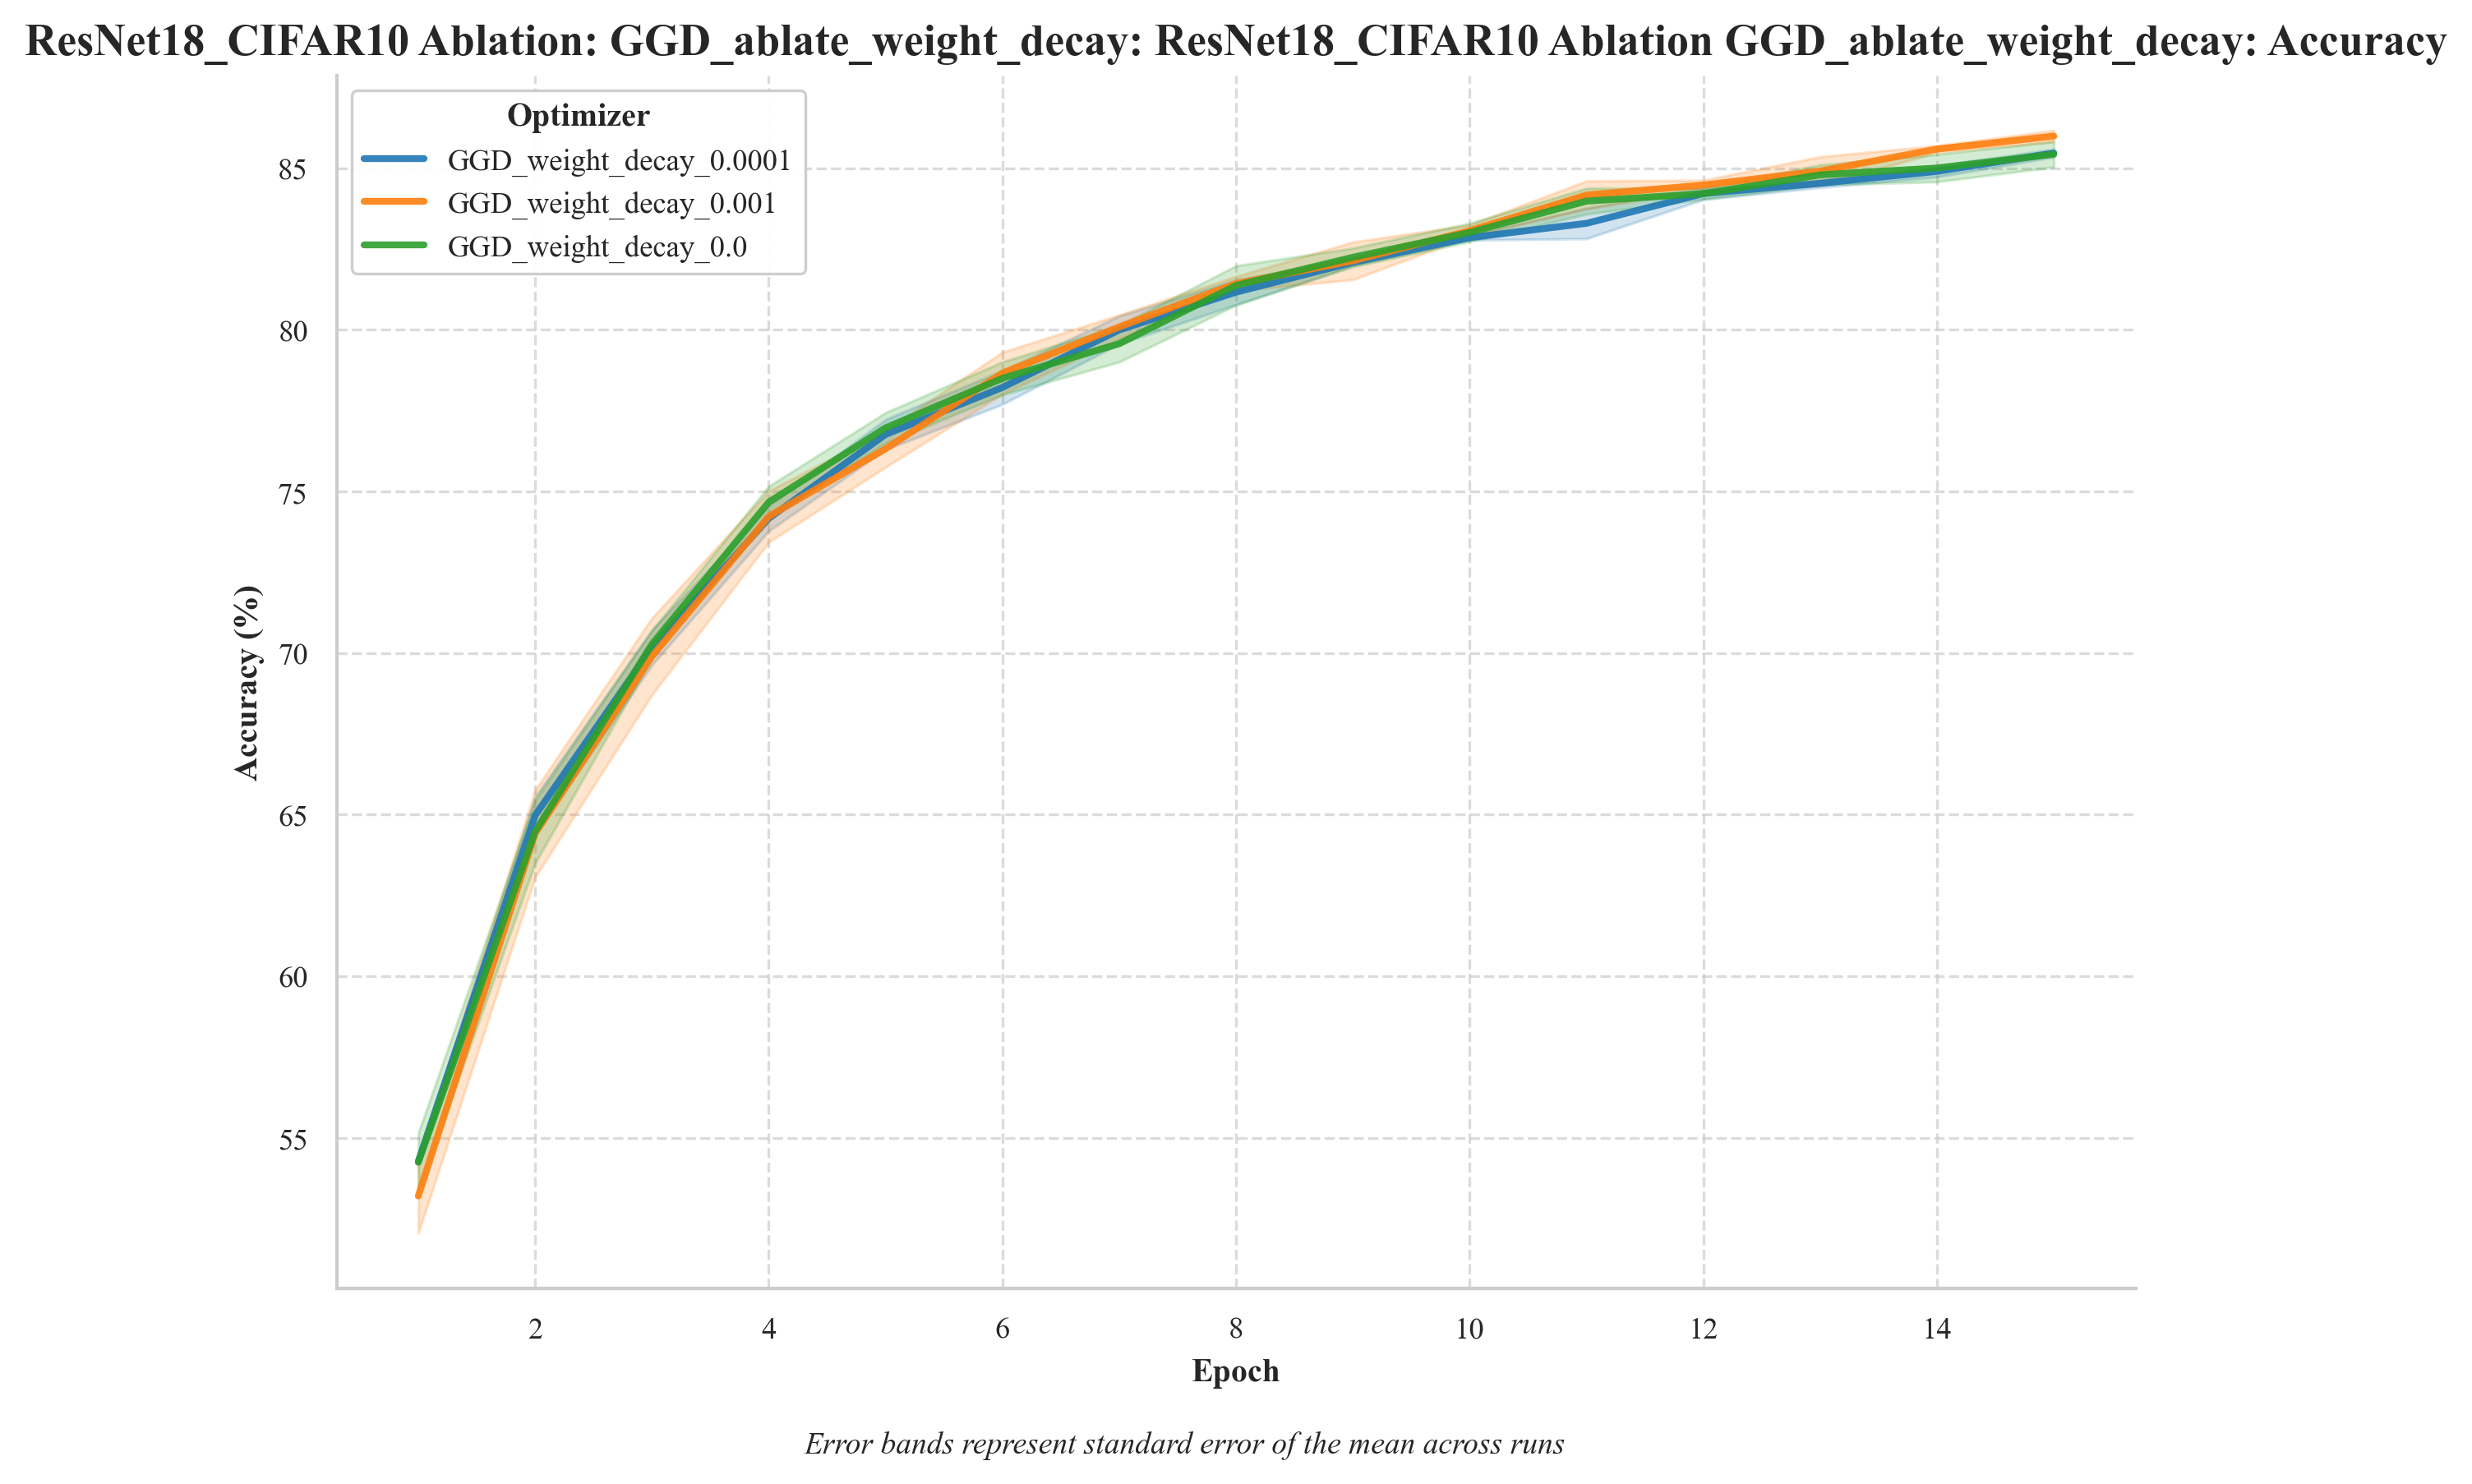 ResNet18_CIFAR10 Ablation: GGD_ablate_weight_decay: ResNet18_CIFAR10 Ablation GGD_ablate_weight_decay: Accuracy
Optimizer
GGD_weight_decay_0.0001
GGD_weight_decay_0.001
GGD_weight_decay_0.0
85
80
75
70
65
60
55
Accuracy (%)
2 4 6 8 10 12 14
Epoch
Error bands represent standard error of the mean across runs